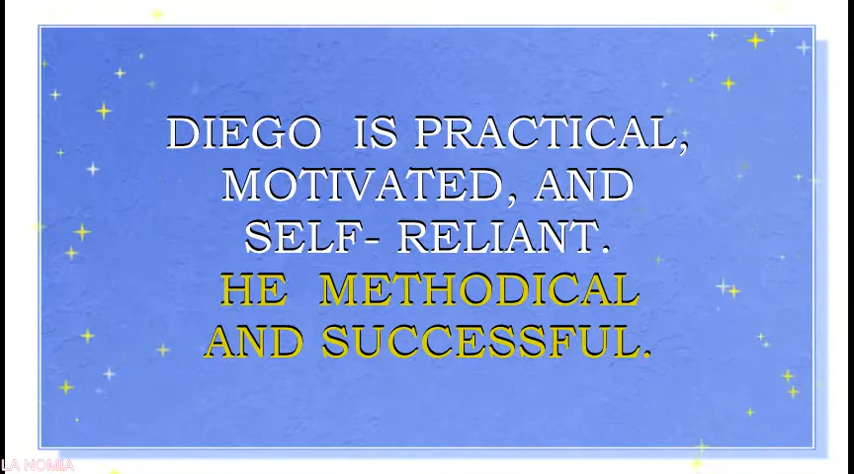 DIEGO IS PRACTICAL,
MOTIVATED, AND
SELF- RELIANT.
HE METHODICAL
AND SUCCESSFUL.
LA NOMIA